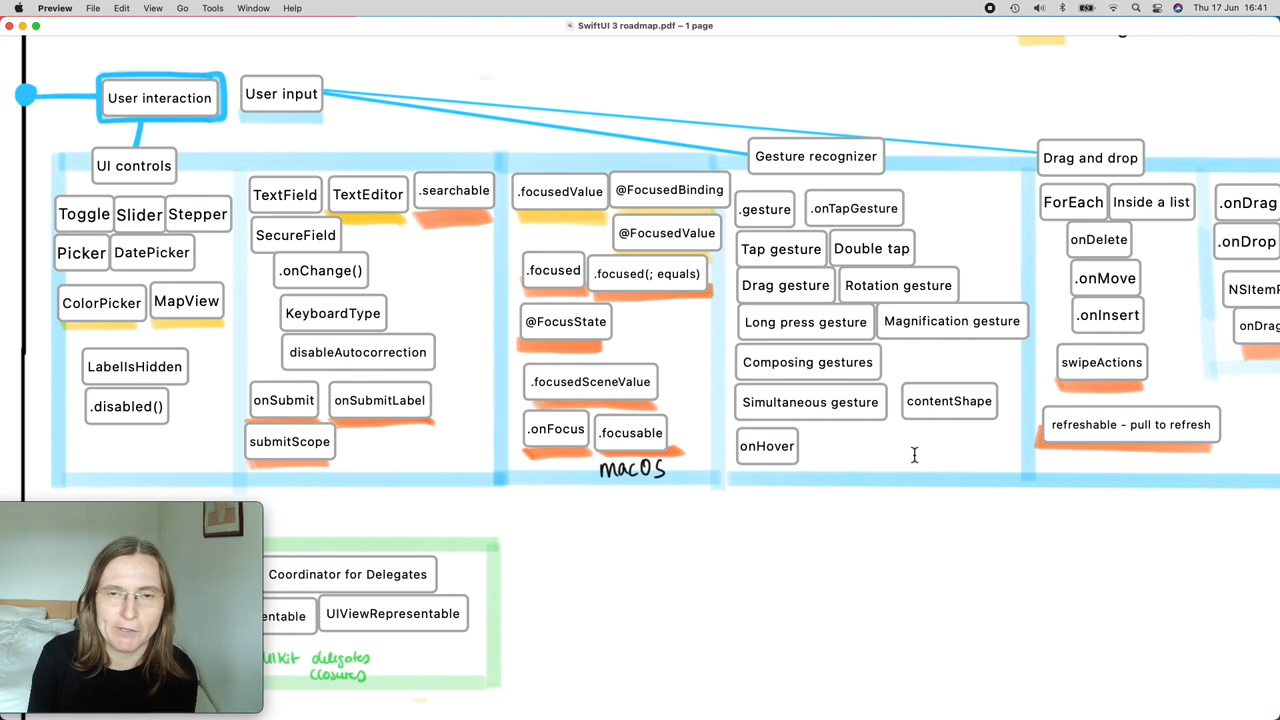 Preview File Edit View Go Tools Window Help Thu 17 Jun 16:41
SwiftUI 3 roadmap.pdf – 1 page
User interaction
User input
UI controls
Toggle Slider Stepper
Picker DatePicker
ColorPicker MapView
LabelIsHidden
.disabled()
TextField TextEditor .searchable
SecureField
.onChange()
KeyboardType
disableAutocorrection
onSubmit onSubmitLabel
submitScope
.focusedValue @FocusedBinding
@FocusedValue
.focused .focused(; equals)
@FocusState
.focusedSceneValue
.onFocus .focusable
macOS
Gesture recognizer
.gesture .onTapGesture
Tap gesture Double tap
Drag gesture Rotation gesture
Long press gesture Magnification gesture
Composing gestures
Simultaneous gesture contentShape
onHover
Drag and drop
ForEach Inside a list
onDelete
.onMove
.onInsert
swipeActions
refreshable - pull to refresh
.onDrag
.onDrop
NSItemP
onDrag
Coordinator for Delegates
entable UIViewRepresentable
UIKit delegates
closures